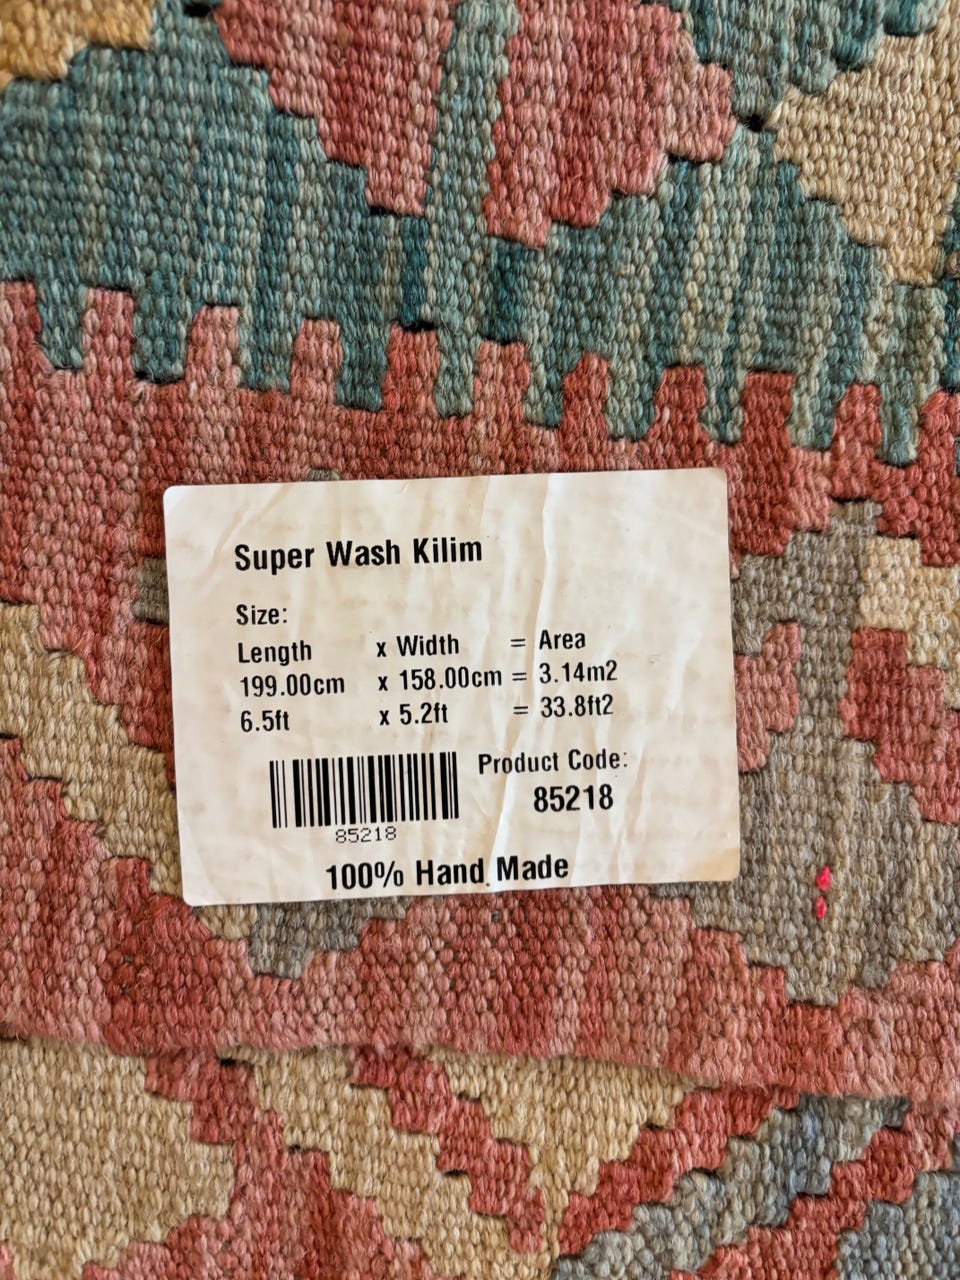 Super Wash Kilim
Size:
Length x Width = Area
199.00cm x 158.00cm = 3.14m2
6.5ft x 5.2ft = 33.8ft2
Product Code:
85218
85218
100% Hand Made